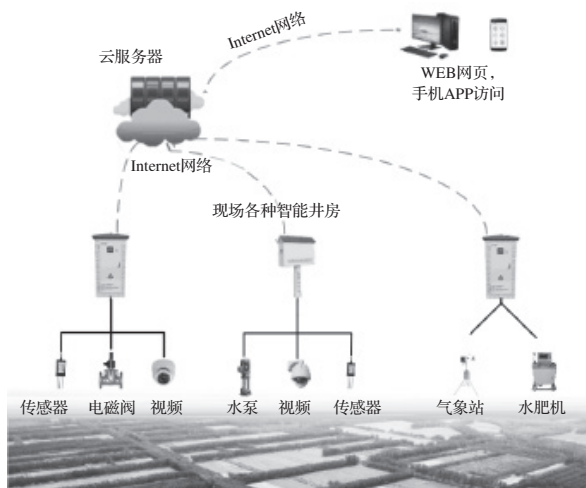 Internet网络
云服务器
WEB网页，
手机APP访问
Internet网络
现场各种智能井房
传感器 电磁阀 视频 水泵 视频 传感器 气象站 水肥机